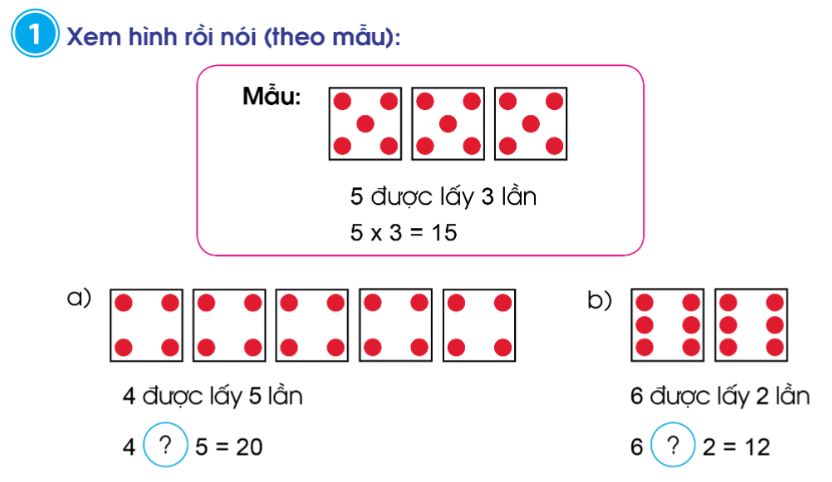 1 Xem hình rồi nói (theo mẫu):
Mẫu:
5 được lấy 3 lần
5 x 3 = 15
a)
4 được lấy 5 lần
4 ? 5 = 20
b)
6 được lấy 2 lần
6 ? 2 = 12